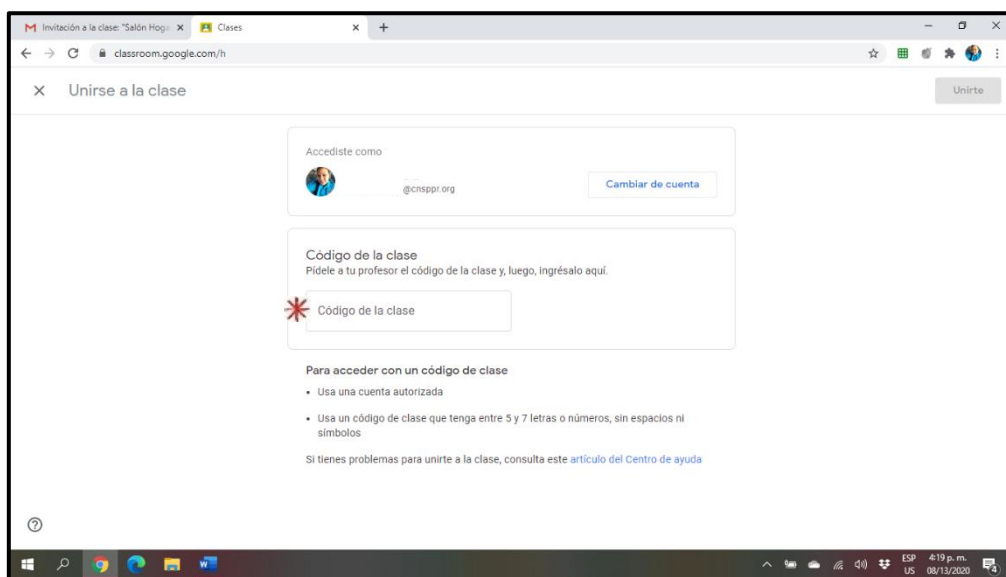 Invitación a la clase: "Salón Hoga
Clases
classroom.google.com/h
Unirse a la clase
Unirte
Accediste como
@cnsppr.org
Cambiar de cuenta
Código de la clase
Pídele a tu profesor el código de la clase y, luego, ingrésalo aquí.
Código de la clase
Para acceder con un código de clase
• Usa una cuenta autorizada
• Usa un código de clase que tenga entre 5 y 7 letras o números, sin espacios ni
símbolos
Si tienes problemas para unirte a la clase, consulta este artículo del Centro de ayuda
ESP 4:19 p. m.
US 08/13/2020
4